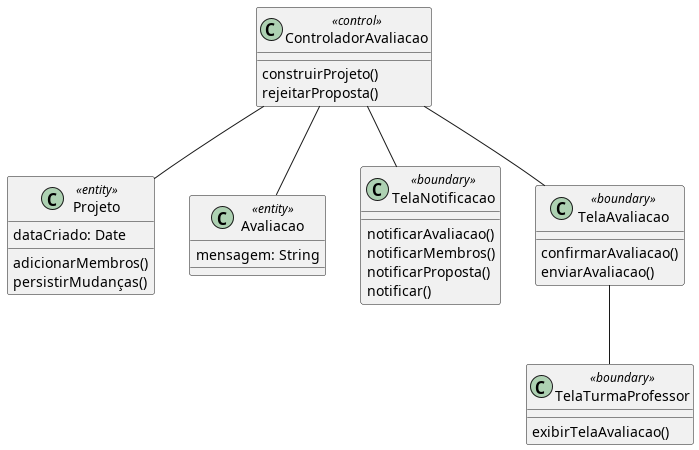 C
«control»
ControladorAvaliacao
construirProjeto()
rejeitarProposta()
C
«entity»
Projeto
dataCriado: Date
adicionarMembros()
persistirMudanças()
C
«entity»
Avaliacao
mensagem: String
C
«boundary»
TelaNotificacao
notificarAvaliacao()
notificarMembros()
notificarProposta()
notificar()
C
«boundary»
TelaAvaliacao
confirmarAvaliacao()
enviarAvaliacao()
C
«boundary»
TelaTurmaProfessor
exibirTelaAvaliacao()